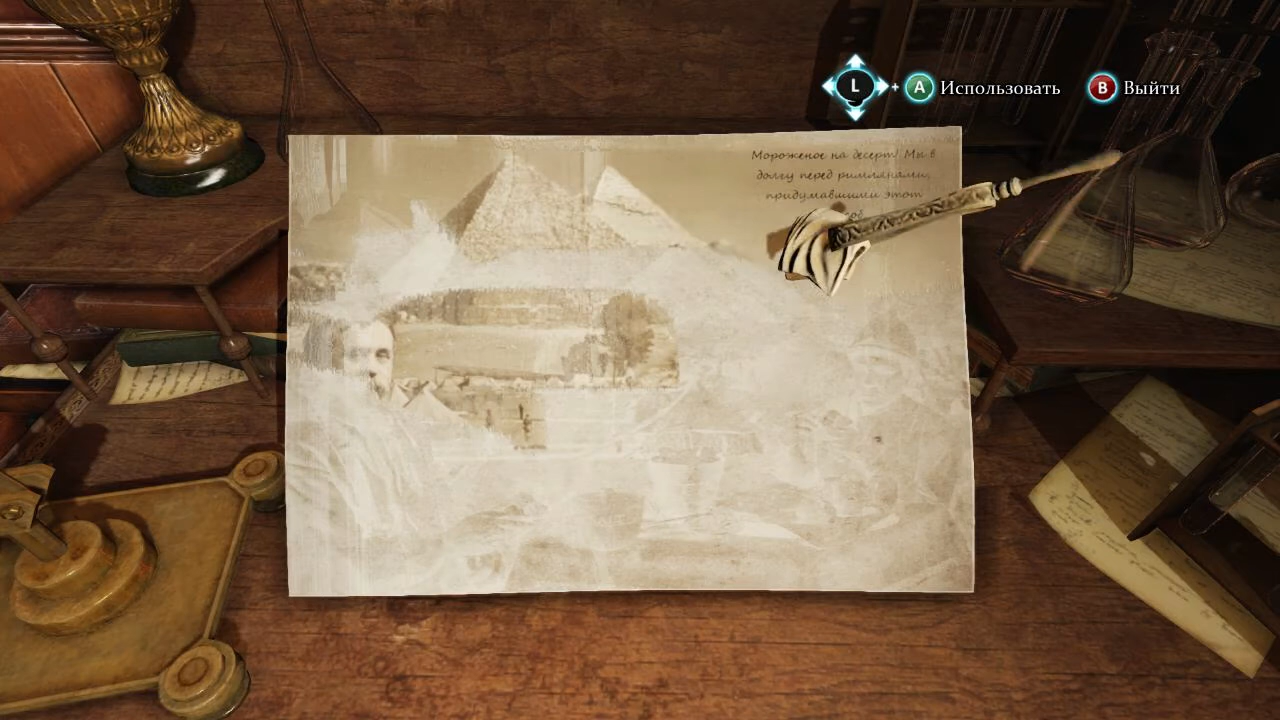 L + A Использовать B Выйти
Мороженое на десерт! Мы в
долгу перед римлянами,
придумавшими этот